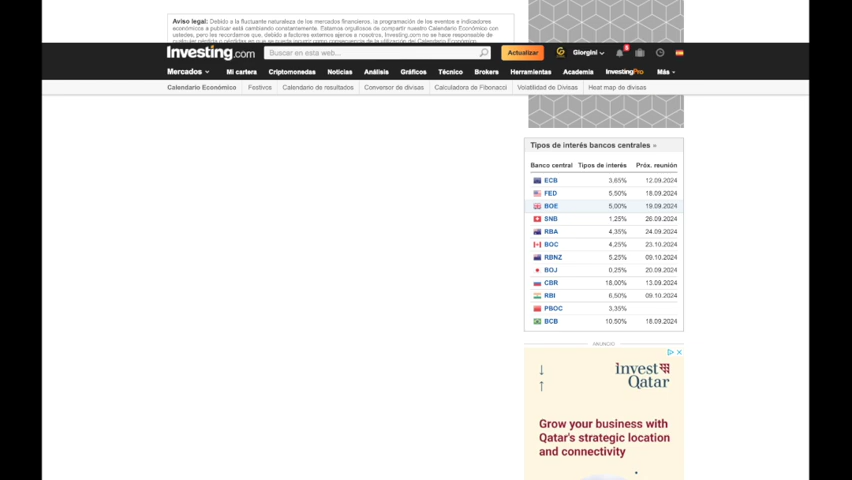 Aviso legal: Debido a la fluctuante naturaleza de los mercados financieros, la programación de los eventos e indicadores
económicos a publicar está cambiando constantemente. Estamos orgullosos de compartir nuestro Calendario Económico con
ustedes, pero les recordamos que, debido a factores externos ajenos a nosotros, Investing.com no se hace responsable de
Investing.com
Buscar en esta web...
Actualizar
Giorgini
Mercados Mi cartera Criptomonedas Noticias Análisis Gráficos Técnico Brokers Herramientas Academia InvestingPro Más
Calendario Económico Festivos Calendario de resultados Conversor de divisas Calculadora de Fibonacci Volatilidad de Divisas Heat map de divisas
Tipos de interés bancos centrales »
Banco central Tipos de interés Próx. reunión
ECB 3,65% 12.09.2024
FED 5,50% 18.09.2024
BOE 5,00% 19.09.2024
SNB 1,25% 26.09.2024
RBA 4,35% 24.09.2024
BOC 4,25% 23.10.2024
RBNZ 5,25% 09.10.2024
BOJ 0,25% 20.09.2024
CBR 18,00% 13.09.2024
RBI 6,50% 09.10.2024
PBOC 3,35%
BCB 10,50% 18.09.2024
ANUNCIO
invest
Qatar
Grow your business with
Qatar's strategic location
and connectivity